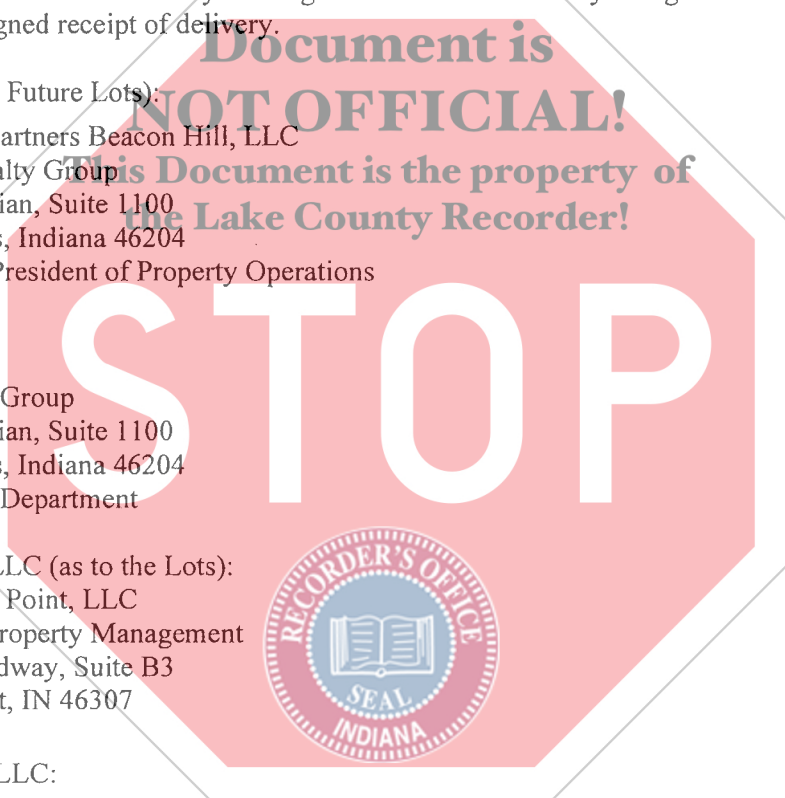 gned receipt of delivery.
Document is
Future Lots):
NOT OFFICIAL!
artners Beacon Hill, LLC
alty Group
This Document is the property of
ian, Suite 1100
the Lake County Recorder!
s, Indiana 46204
President of Property Operations
STOP
Group
ian, Suite 1100
s, Indiana 46204
Department
LLC (as to the Lots):
Point, LLC
roperty Management
dway, Suite B3
t, IN 46307
RECORDER'S OFFICE
SEAL
INDIANA
LLC: